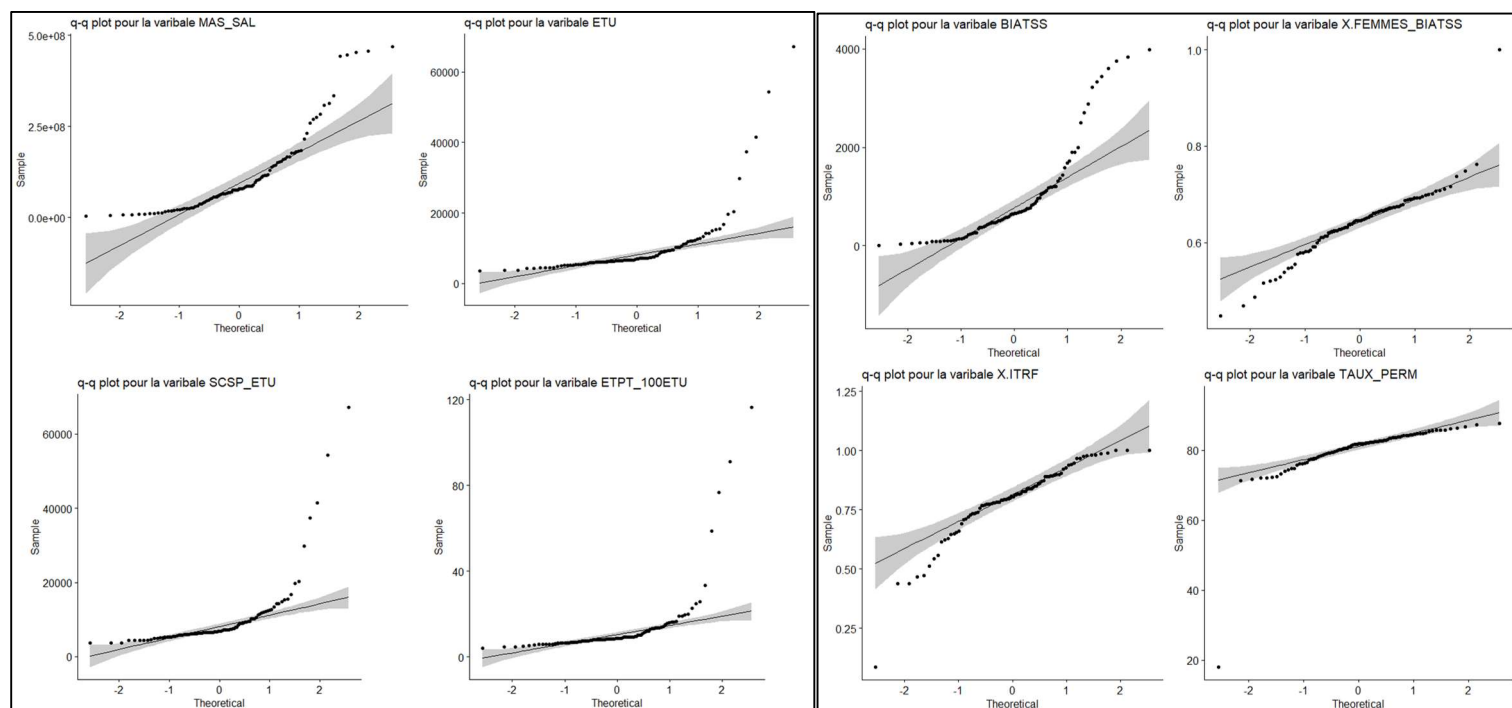 q-q plot pour la varibale MAS_SAL
5.0e+08
2.5e+08
0.0e+00
Sample
-2
-1
0
1
2
Theoretical
q-q plot pour la varibale ETU
60000
40000
20000
0
Sample
-2
-1
0
1
2
Theoretical
q-q plot pour la varibale SCSP_ETU
60000
40000
20000
0
Sample
-2
-1
0
1
2
Theoretical
q-q plot pour la varibale ETPT_100ETU
120
80
40
0
Sample
-2
-1
0
1
2
Theoretical
q-q plot pour la varibale BIATSS
4000
2000
0
Sample
-2
-1
0
1
2
Theoretical
q-q plot pour la varibale X.FEMMES_BIATSS
1.0
0.8
0.6
Sample
-2
-1
0
1
2
Theoretical
q-q plot pour la varibale X.ITRF
1.25
1.00
0.75
0.50
0.25
Sample
-2
-1
0
1
2
Theoretical
q-q plot pour la varibale TAUX_PERM
80
60
40
20
Sample
-2
-1
0
1
2
Theoretical